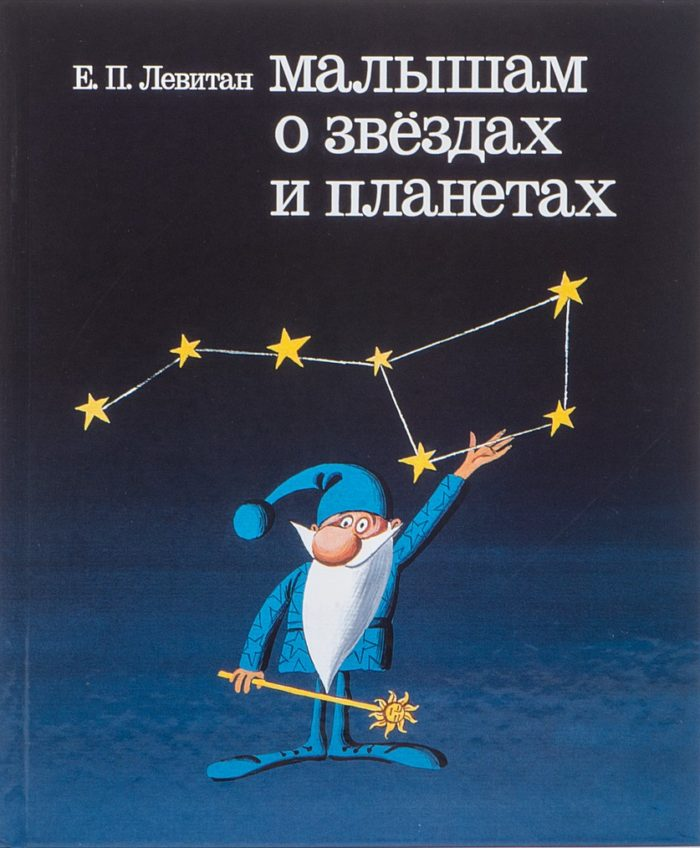 Е. П. Левитан
малышам
о звёздах
и планетах